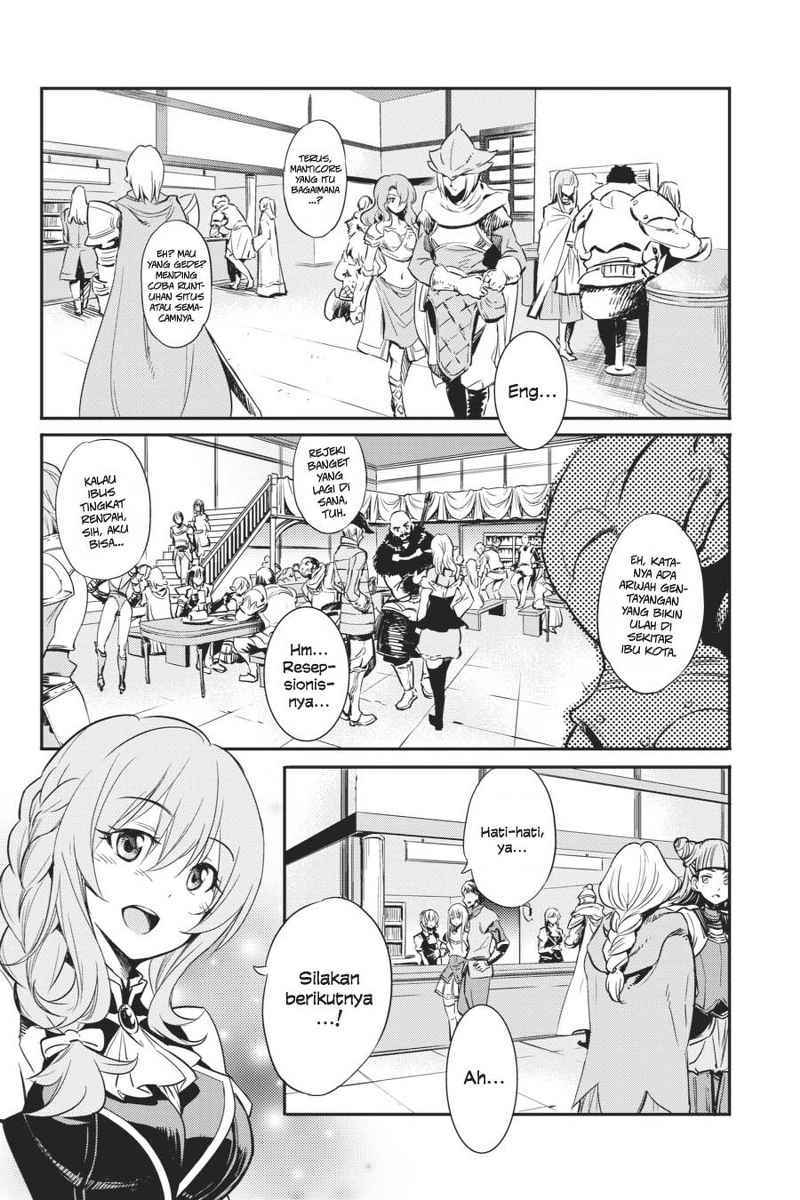 TERUS,
MANTICORE
YANG ITU
BAGAIMANA
...?
EH? MAU
YANG GEDE?
MENDING
COBA RUNT-
UHAN SITUS
ATAU SEMA-
CAMNYA.
Eng...
REJEKI
BANGET
YANG
LAGI DI
SANA,
TUH.
KALAU
IBLIS
TINGKAT
RENDAH,
SIH, AKU
BISA...
EH, KATA-
NYA ADA
ARWAH GEN-
TAYANGAN
YANG BIKIN
ULAH DI
SEKITAR
IBU KOTA.
Hm...
Resep-
sionis-
nya...
Hati-hati,
ya...
Silakan
berikutnya
...!
Ah...